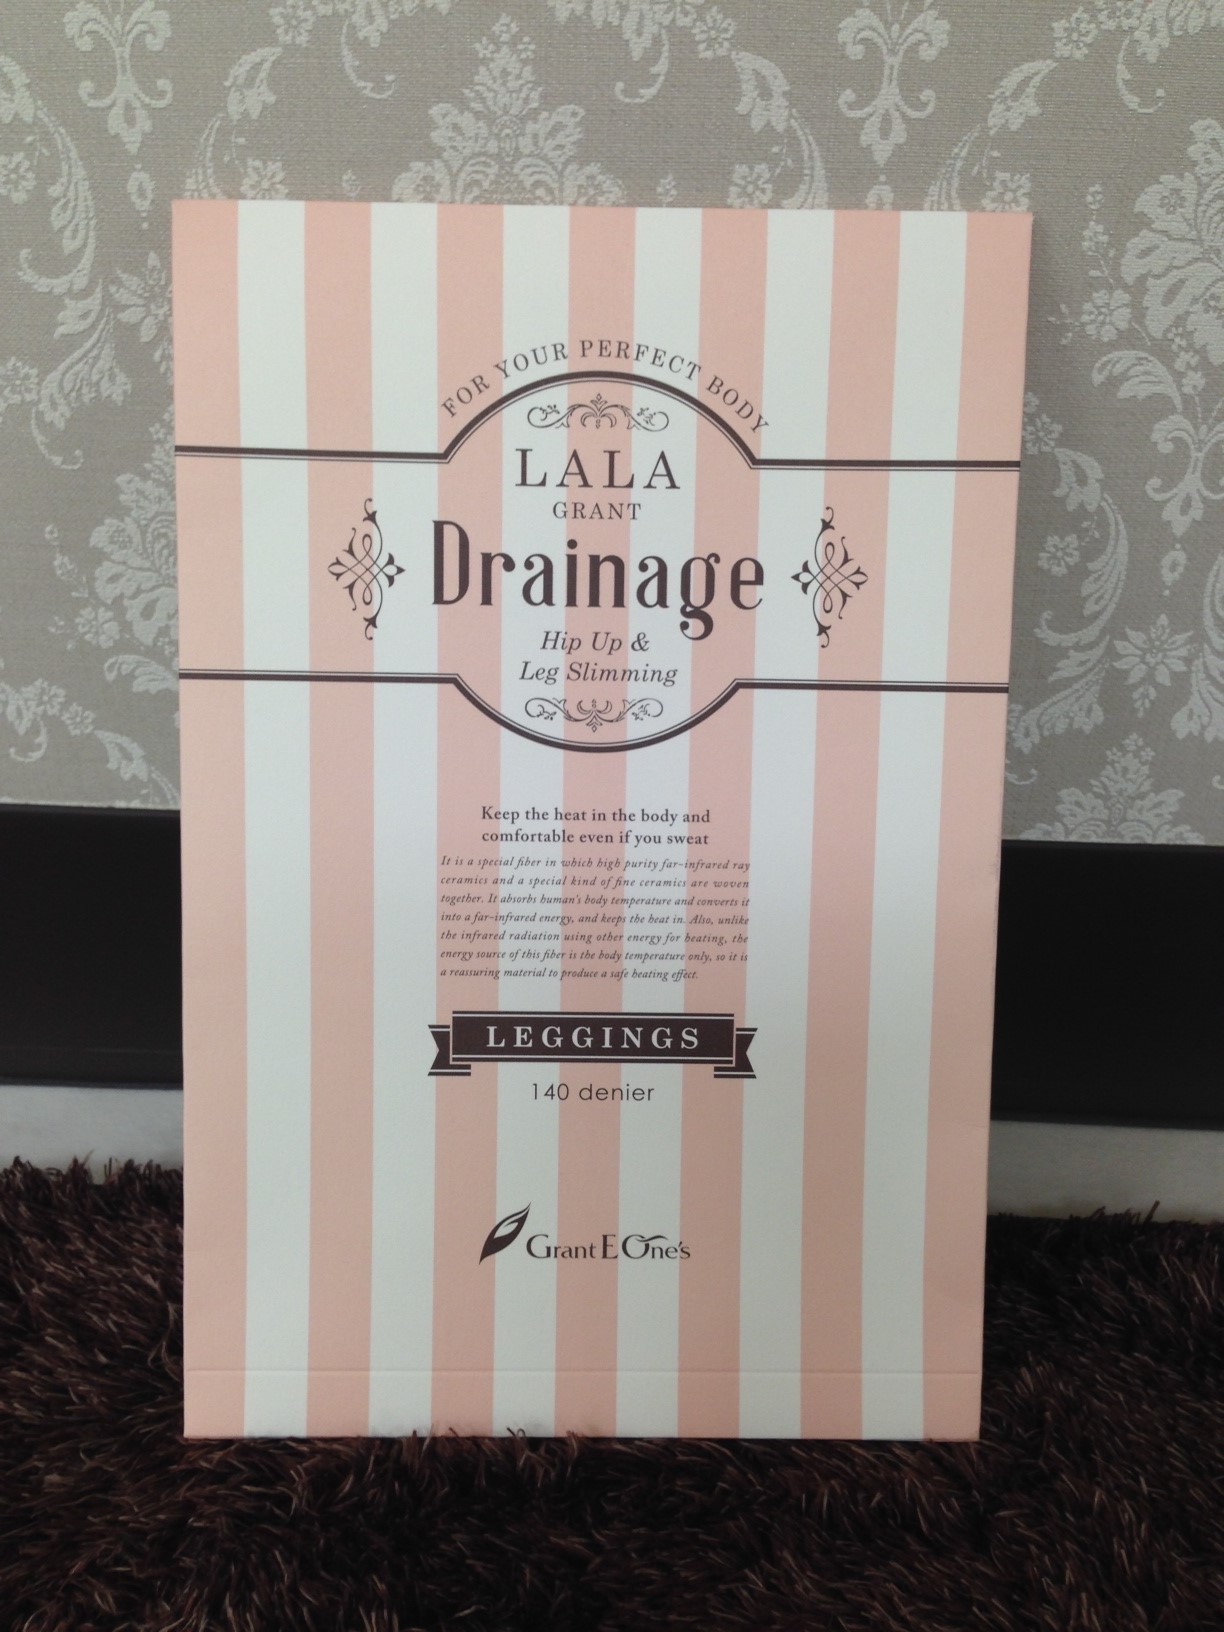 FOR YOUR PERFECT BODY
LALA
GRANT
Drainage
Hip Up &
Leg Slimming
Keep the heat in the body and
comfortable even if you sweat
It is a special fiber in which high purity far-infrared ray
ceramics and a special kind of fine ceramics are woven
together. It absorbs human's body temperature and converts it
into a far-infrared energy, and keeps the heat in. Also, unlike
the infrared radiation using other energy for heating, the
energy source of this fiber is the body temperature only, so it is
a reassuring material to produce a safe heating effect.
LEGGINGS
140 denier
Grant E One's